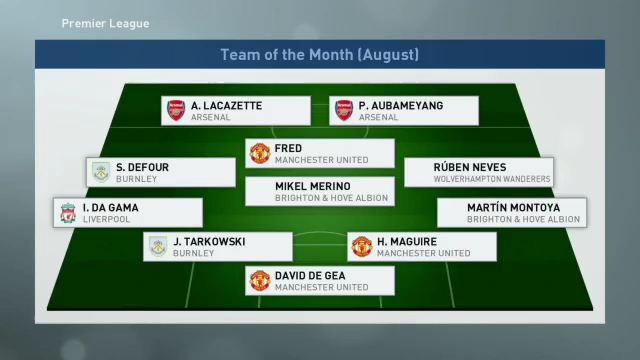 Premier League
Team of the Month (August)
A. LACAZETTE
ARSENAL
P. AUBAMEYANG
ARSENAL
FRED
MANCHESTER UNITED
S. DEFOUR
BURNLEY
RÚBEN NEVES
WOLVERHAMPTON WANDERERS
MIKEL MERINO
BRIGHTON & HOVE ALBION
I. DA GAMA
LIVERPOOL
MARTÍN MONTOYA
BRIGHTON & HOVE ALBION
J. TARKOWSKI
BURNLEY
H. MAGUIRE
MANCHESTER UNITED
DAVID DE GEA
MANCHESTER UNITED